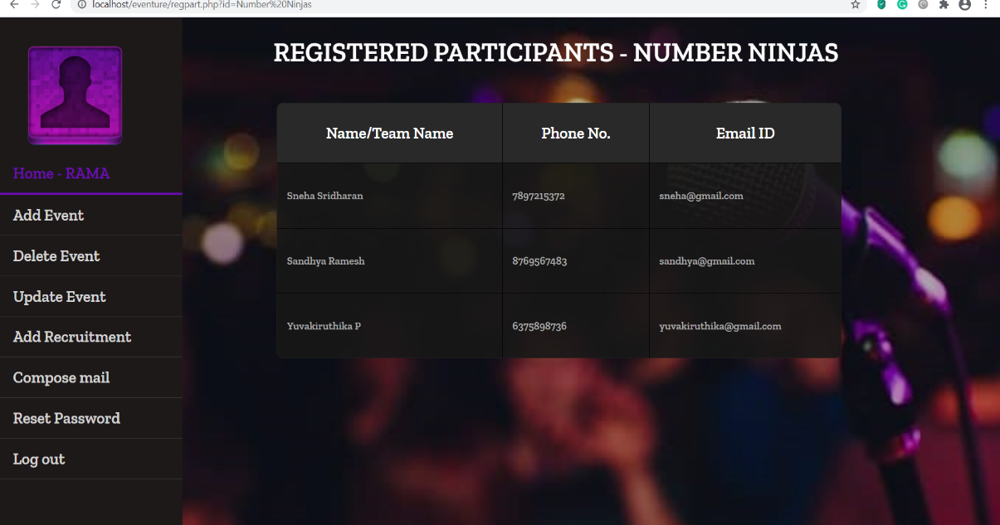 localhost/eventure/regpart.php?id=Number%20Ninjas
REGISTERED PARTICIPANTS - NUMBER NINJAS
Home - RAMA
Add Event
Delete Event
Update Event
Add Recruitment
Compose mail
Reset Password
Log out
Name/Team Name Phone No. Email ID
Sneha Sridharan 7897215372 sneha@gmail.com
Sandhya Ramesh 8769567483 sandhya@gmail.com
Yuvakiruthika P 6375898736 yuvakiruthika@gmail.com